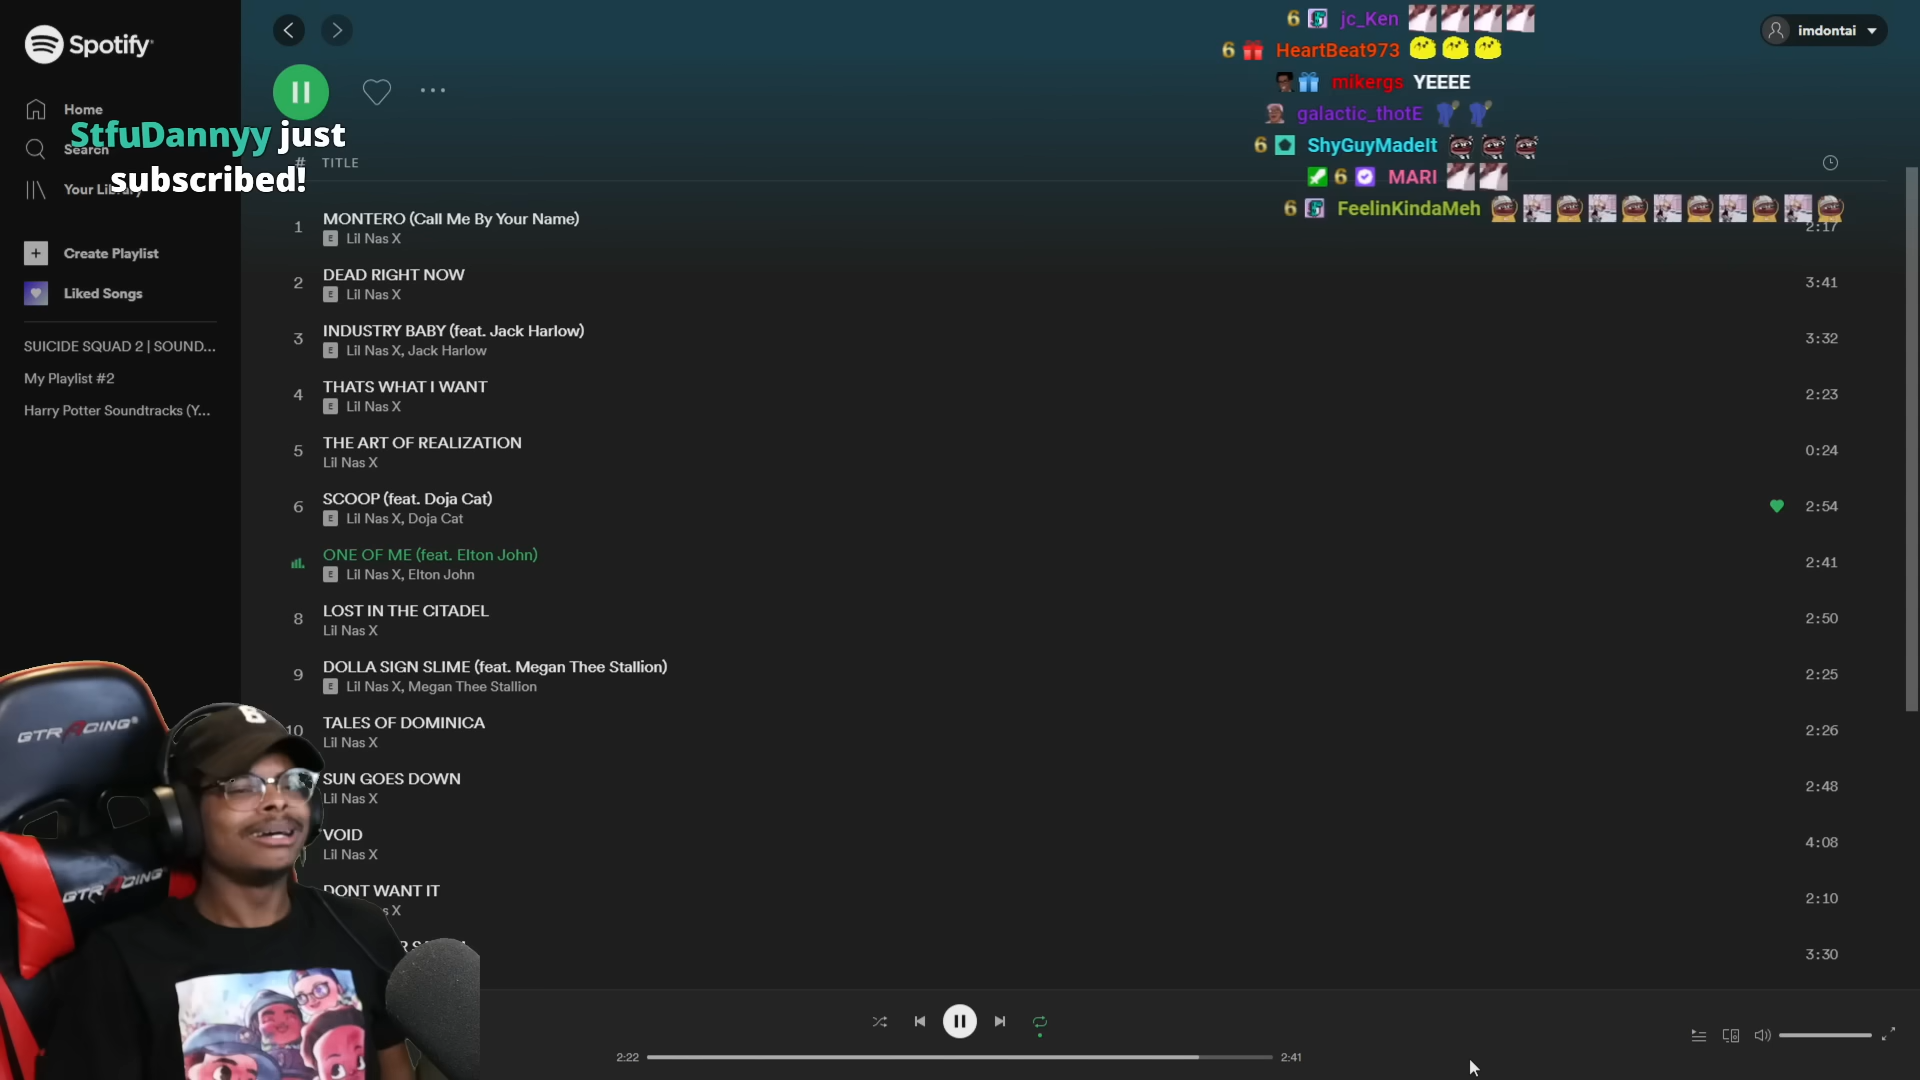 Spotify
Home
Search
Your Library
StfuDannyy just
subscribed!
Create Playlist
Liked Songs
SUICIDE SQUAD 2 | SOUND...
My Playlist #2
Harry Potter Soundtracks (Y...
6 jc_Ken
6 HeartBeat973
mikergs YEEEE
galactic_thotE
6 ShyGuyMadeIt
6 MARI
6 FeelinKindaMeh
imdontai
# TITLE
1 MONTERO (Call Me By Your Name) 2:17
E Lil Nas X
2 DEAD RIGHT NOW 3:41
E Lil Nas X
3 INDUSTRY BABY (feat. Jack Harlow) 3:32
E Lil Nas X, Jack Harlow
4 THATS WHAT I WANT 2:23
E Lil Nas X
5 THE ART OF REALIZATION 0:24
Lil Nas X
6 SCOOP (feat. Doja Cat) 2:54
E Lil Nas X, Doja Cat
ONE OF ME (feat. Elton John) 2:41
E Lil Nas X, Elton John
8 LOST IN THE CITADEL 2:50
Lil Nas X
9 DOLLA SIGN SLIME (feat. Megan Thee Stallion) 2:25
E Lil Nas X, Megan Thee Stallion
10 TALES OF DOMINICA 2:26
Lil Nas X
SUN GOES DOWN 2:48
Lil Nas X
VOID 4:08
Lil Nas X
DONT WANT IT 2:10
s X
3:30
GTRACING
GTRACING
2:22 2:41